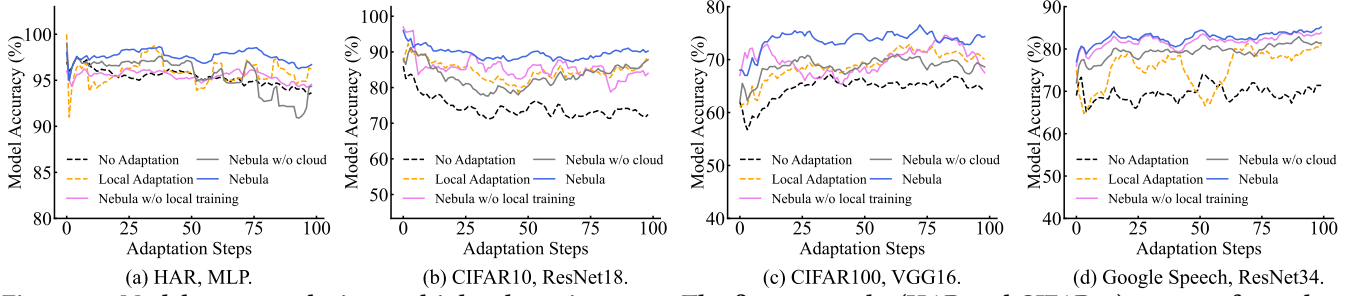 Model Accuracy (%)
100
95
90
85
80
No Adaptation
Local Adaptation
Nebula w/o local training
Nebula w/o cloud
Nebula
0 25 50 75 100
Adaptation Steps
(a) HAR, MLP.
Model Accuracy (%)
100
90
80
70
60
50
No Adaptation
Local Adaptation
Nebula w/o local training
Nebula w/o cloud
Nebula
0 25 50 75 100
Adaptation Steps
(b) CIFAR10, ResNet18.
Model Accuracy (%)
80
70
60
50
40
No Adaptation
Local Adaptation
Nebula w/o local training
Nebula w/o cloud
Nebula
0 25 50 75 100
Adaptation Steps
(c) CIFAR100, VGG16.
Model Accuracy (%)
90
80
70
60
50
40
No Adaptation
Local Adaptation
Nebula w/o local training
Nebula w/o cloud
Nebula
0 25 50 75 100
Adaptation Steps
(d) Google Speech, ResNet34.